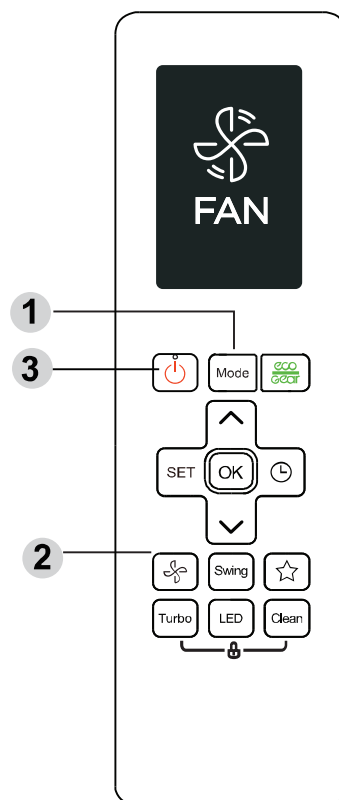 FAN
1
3
Mode
eco
Gear
SET
OK
2
Swing
Turbo
LED
Clean